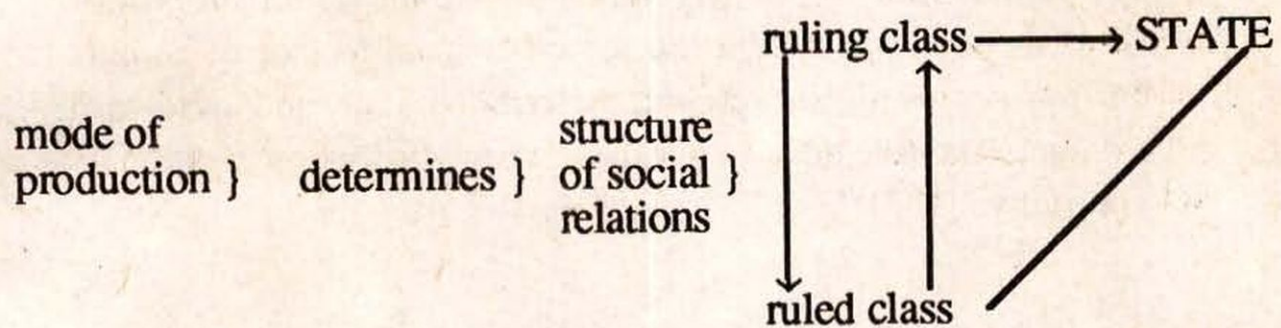 ruling class → STATE
mode of
production }
determines }
structure
of social }
relations
ruled class